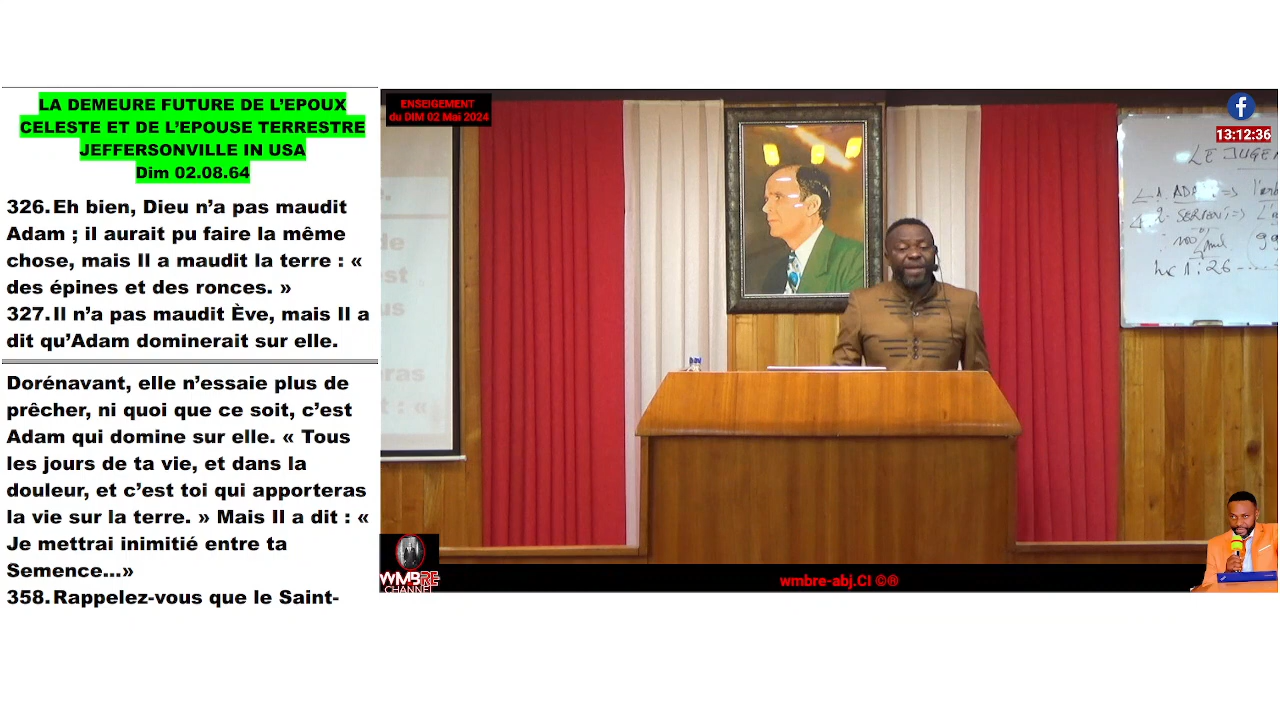 LA DEMEURE FUTURE DE L’EPOUX
CELESTE ET DE L’EPOUSE TERRESTRE
JEFFERSONVILLE IN USA
Dim 02.08.64
326. Eh bien, Dieu n’a pas maudit
Adam ; il aurait pu faire la même
chose, mais Il a maudit la terre : «
des épines et des ronces. »
327. Il n’a pas maudit Ève, mais Il a
dit qu’Adam dominerait sur elle.
Dorénavant, elle n’essaie plus de
prêcher, ni quoi que ce soit, c’est
Adam qui domine sur elle. « Tous
les jours de ta vie, et dans la
douleur, et c’est toi qui apporteras
la vie sur la terre. » Mais Il a dit : «
Je mettrai inimitié entre ta
Semence...»
358. Rappelez-vous que le Saint-
ENSEIGEMENT
du DIM 02 Mai 2024
13:12:36
LE JUGE
1. ADA
2. SERPENT
Luc 1:26
WMBRE
CHANNEL
wmbre-abj.CI ©®